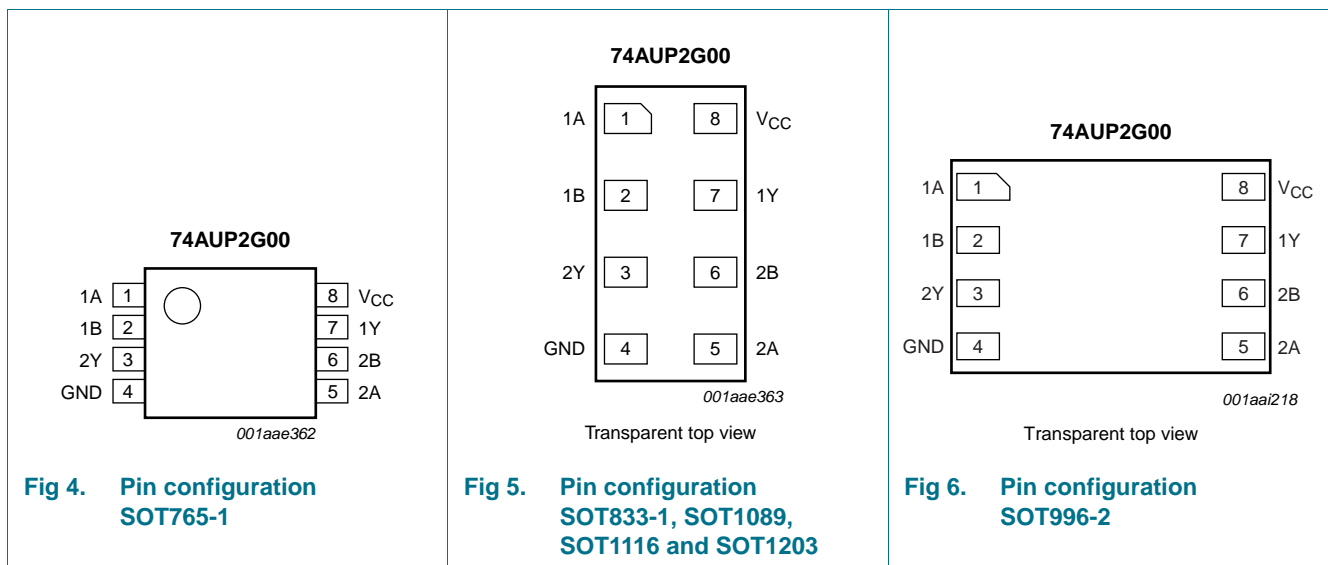 74AUP2G00
1A 1 8 VCC
1B 2 7 1Y
2Y 3 6 2B
GND 4 5 2A
001aae362
Fig 4. Pin configuration
SOT765-1
74AUP2G00
1A 1 8 VCC
1B 2 7 1Y
2Y 3 6 2B
GND 4 5 2A
001aae363
Transparent top view
Fig 5. Pin configuration
SOT833-1, SOT1089,
SOT1116 and SOT1203
74AUP2G00
1A 1 8 VCC
1B 2 7 1Y
2Y 3 6 2B
GND 4 5 2A
001aai218
Transparent top view
Fig 6. Pin configuration
SOT996-2